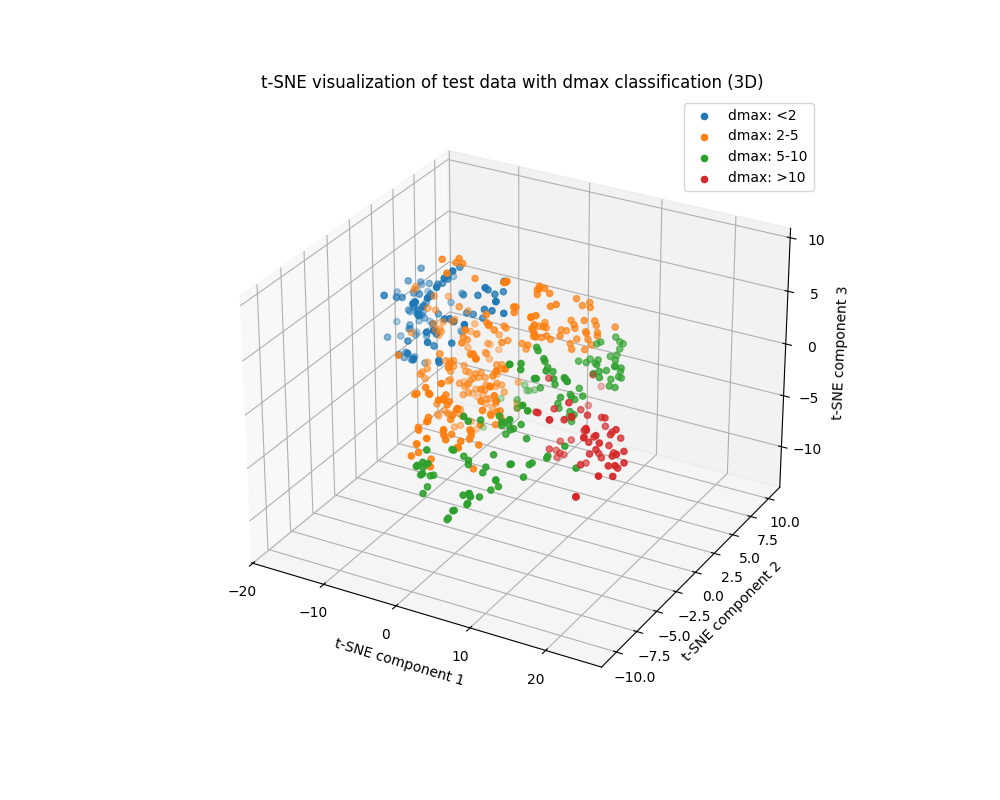 t-SNE visualization of test data with dmax classification (3D)
dmax: <2
dmax: 2-5
dmax: 5-10
dmax: >10
10
5
0
−5
−10
t-SNE component 3
10.0
7.5
5.0
2.5
0.0
−2.5
−5.0
−7.5
−10.0
t-SNE component 2
−20
−10
0
10
20
t-SNE component 1